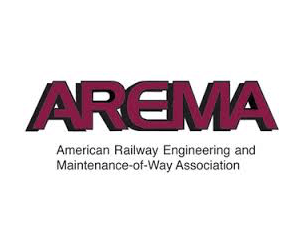 AREMA
American Railway Engineering and
Maintenance-of-Way Association